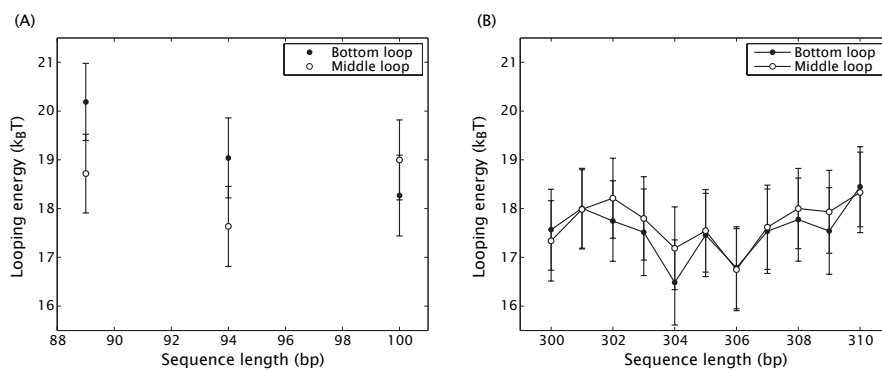 (A)
Bottom loop
Middle loop
21
20
19
18
17
16
Looping energy (kBT)
88 90 92 94 96 98 100
Sequence length (bp)
(B)
Bottom loop
Middle loop
21
20
19
18
17
16
Looping energy (kBT)
300 302 304 306 308 310
Sequence length (bp)